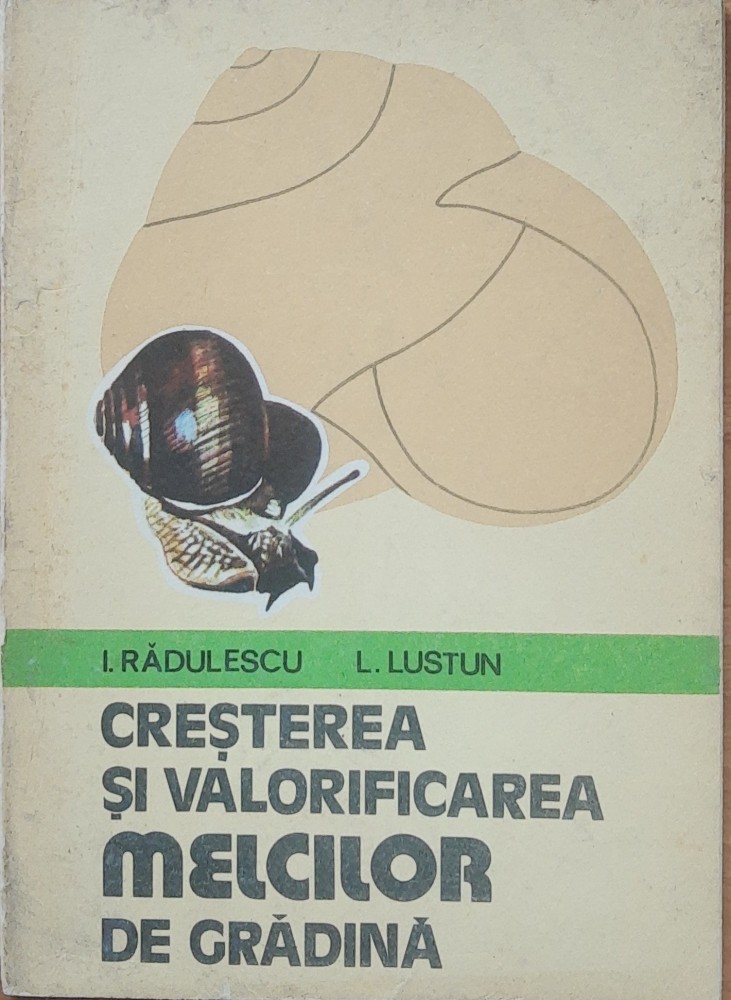 I. RĂDULESCU L. LUSTUN
CREȘTEREA
ȘI VALORIFICAREA
MELCILOR
DE GRĂDINĂ